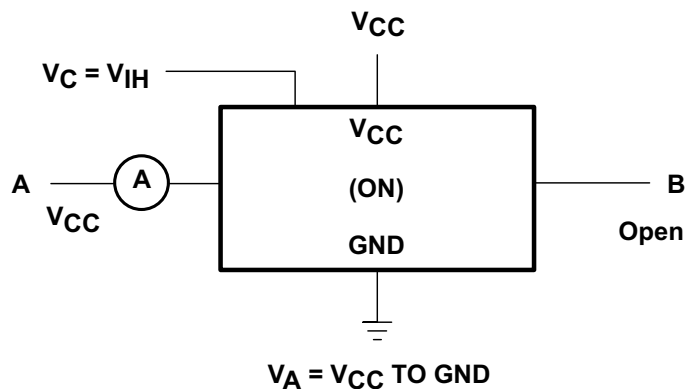 VCC
VC = VIH
VCC
A
A
(ON)
B
VCC
Open
GND
VA = VCC TO GND